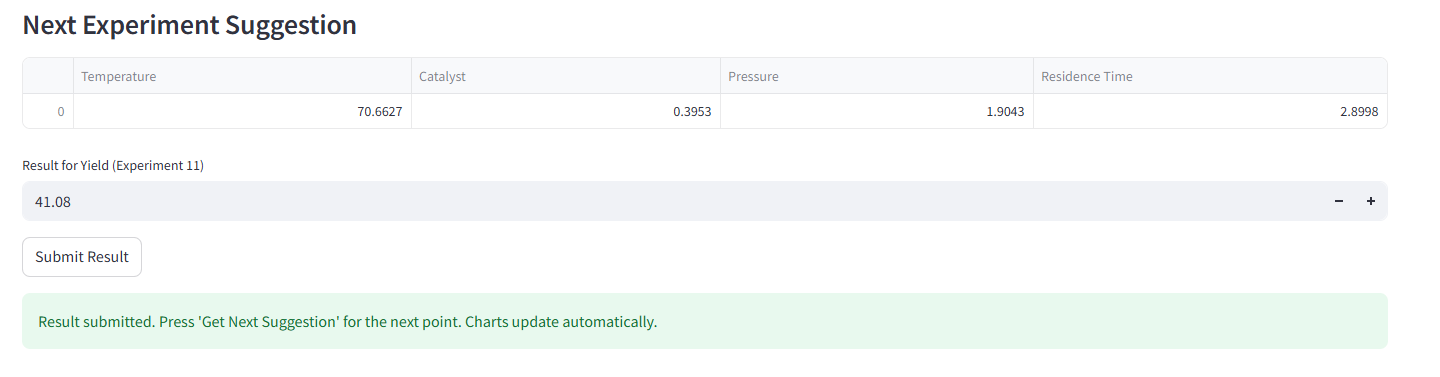 Next Experiment Suggestion
Temperature Catalyst Pressure Residence Time
0 70.6627 0.3953 1.9043 2.8998
Result for Yield (Experiment 11)
41.08 − +
Submit Result
Result submitted. Press 'Get Next Suggestion' for the next point. Charts update automatically.